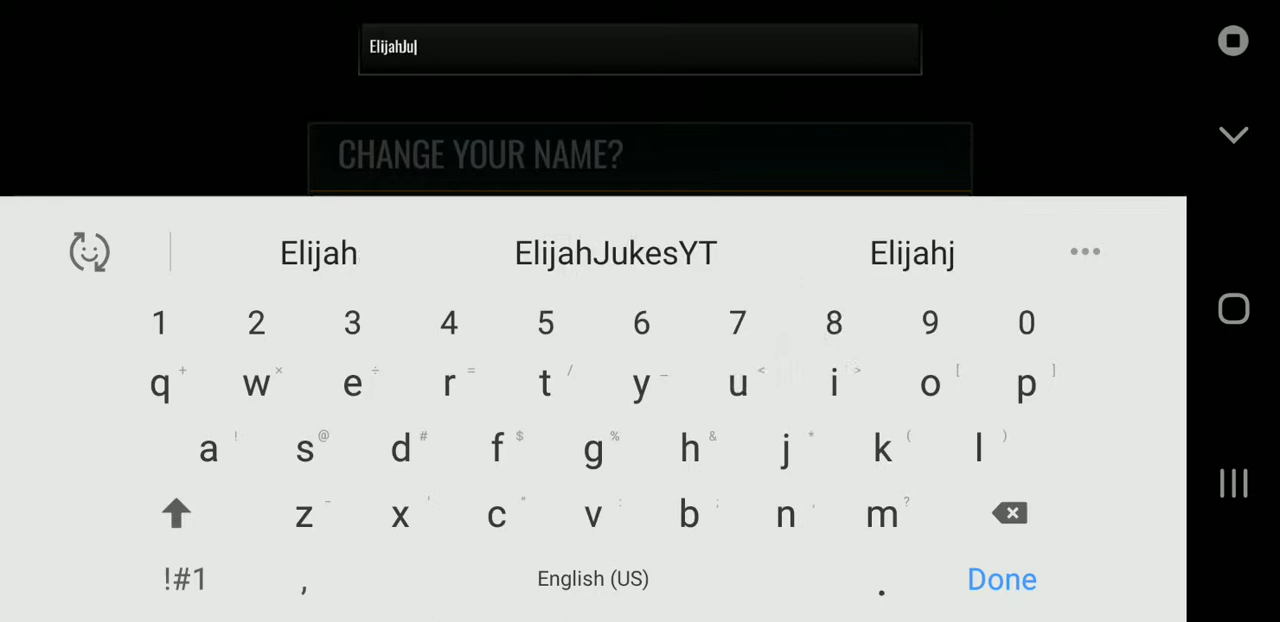 ElijahJu
CHANGE YOUR NAME?
Elijah ElijahJukesYT Elijahj •••
1 2 3 4 5 6 7 8 9 0
q + w × e ÷ r = t / y _ u < i > o [ p ]
a ! s @ d # f $ g % h & j * k ( l )
z - x ' c " v : b ; n , m ?
!#1 , English (US) . Done